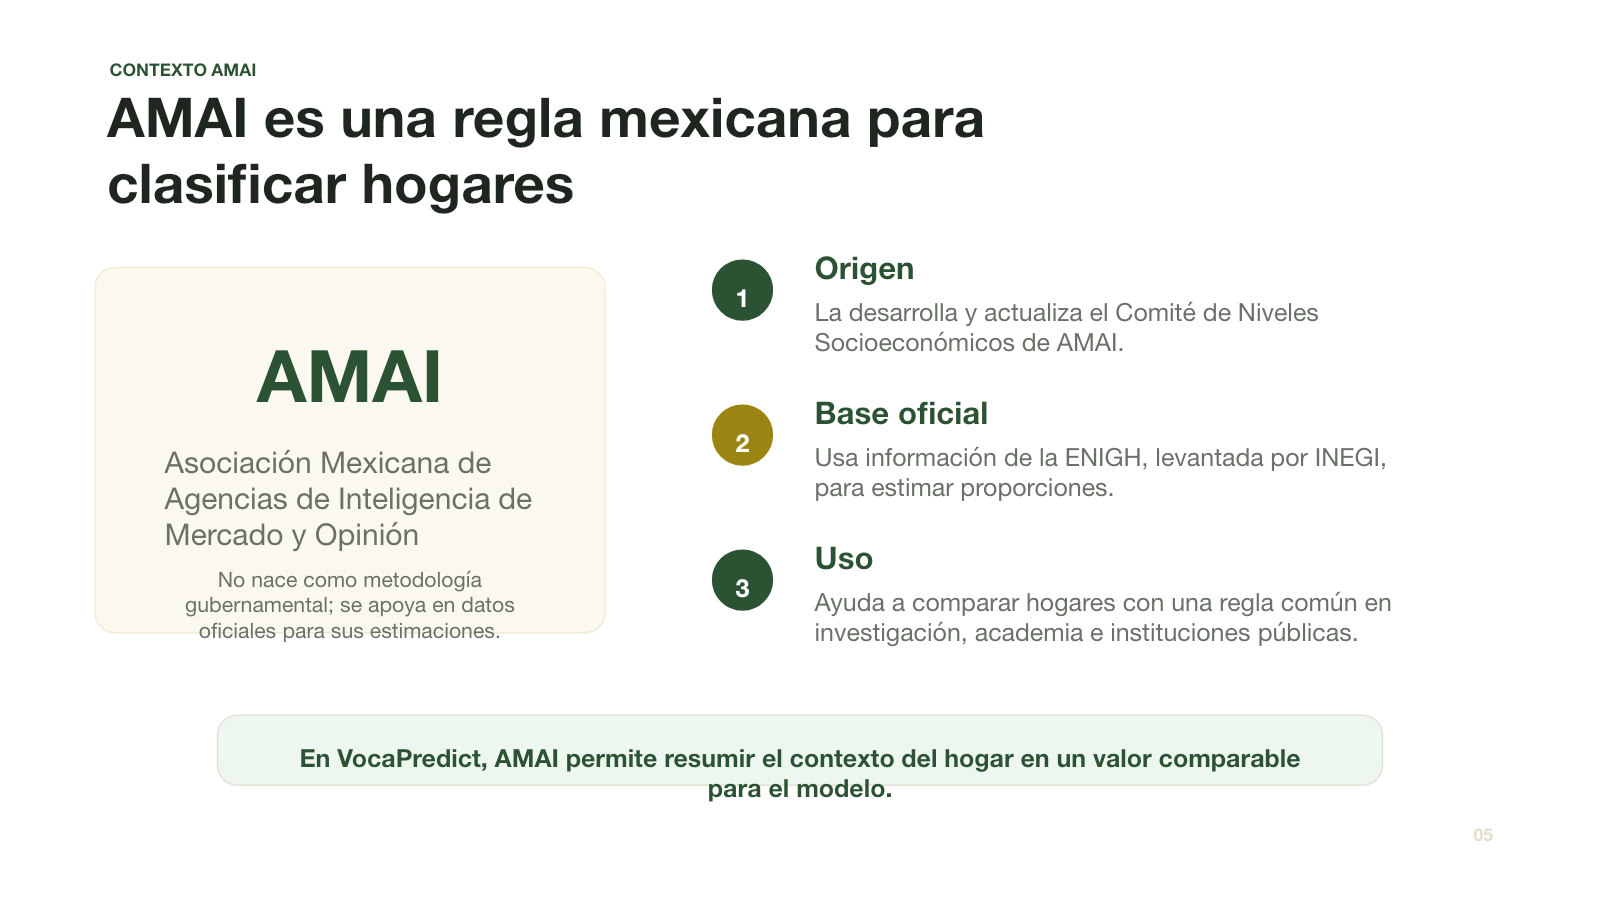 CONTEXTO AMAI
AMAI es una regla mexicana para
clasificar hogares
AMAI
Asociación Mexicana de
Agencias de Inteligencia de
Mercado y Opinión
No nace como metodología
gubernamental; se apoya en datos
oficiales para sus estimaciones.
1
Origen
La desarrolla y actualiza el Comité de Niveles
Socioeconómicos de AMAI.
2
Base oficial
Usa información de la ENIGH, levantada por INEGI,
para estimar proporciones.
3
Uso
Ayuda a comparar hogares con una regla común en
investigación, academia e instituciones públicas.
En VocaPredict, AMAI permite resumir el contexto del hogar en un valor comparable
para el modelo.
05